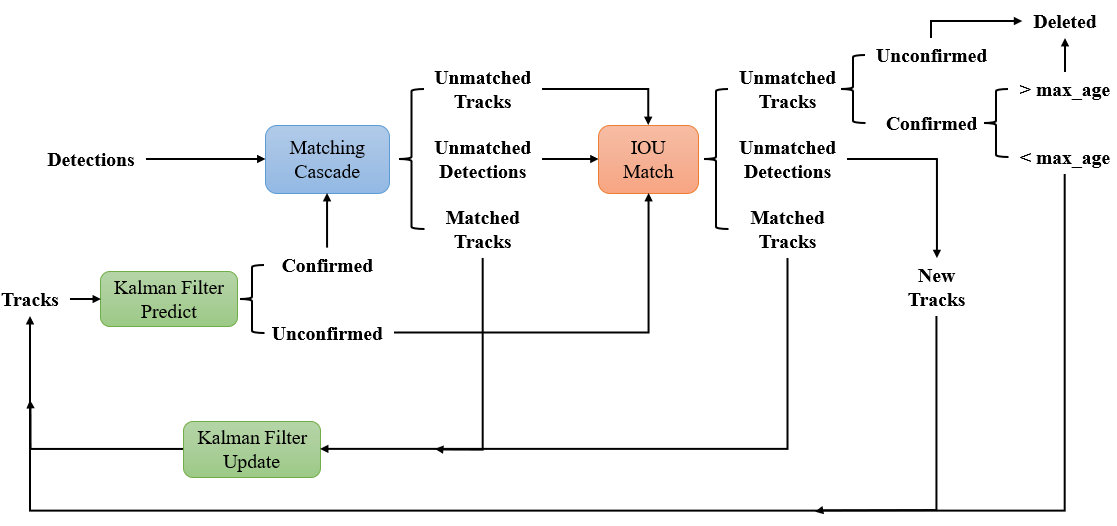 Deleted
Unconfirmed
Unmatched
Tracks
Unmatched
Tracks
> max_age
Confirmed
Detections
Matching
Cascade
Unmatched
Detections
IOU
Match
Unmatched
Detections
< max_age
Matched
Tracks
Matched
Tracks
Confirmed
Tracks
Kalman Filter
Predict
New
Tracks
Unconfirmed
Kalman Filter
Update